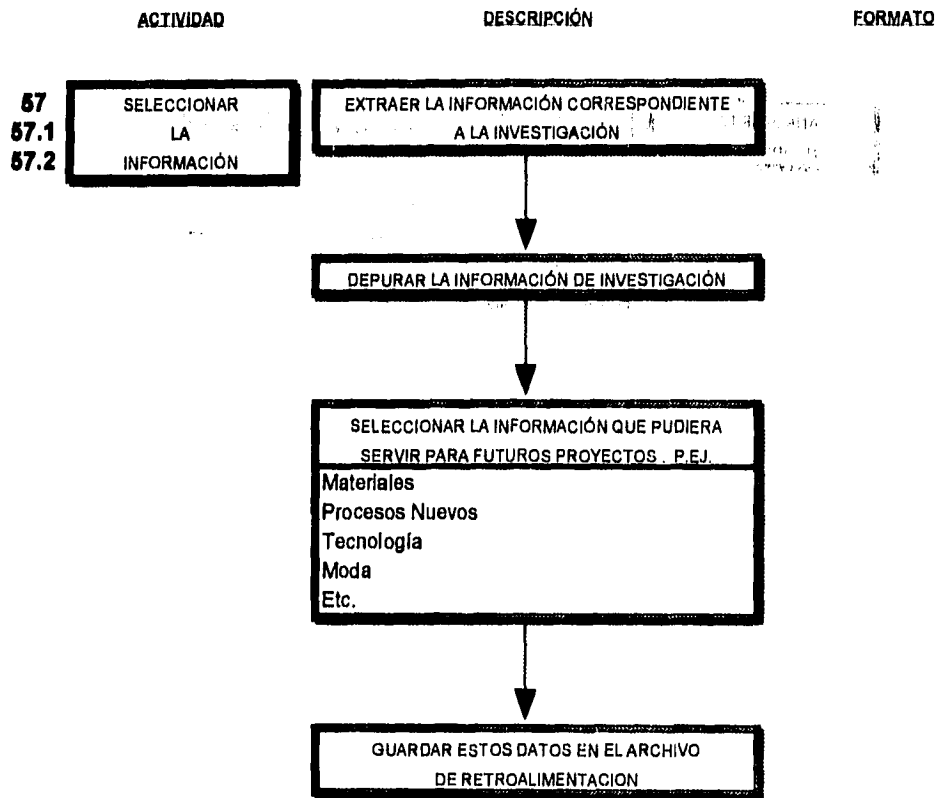 ACTIVIDAD DESCRIPCIÓN FORMATO
57 SELECCIONAR EXTRAER LA INFORMACIÓN CORRESPONDIENTE
57.1 LA A LA INVESTIGACIÓN
57.2 INFORMACIÓN
DEPURAR LA INFORMACIÓN DE INVESTIGACIÓN
SELECCIONAR LA INFORMACIÓN QUE PUDIERA
SERVIR PARA FUTUROS PROYECTOS . P.EJ.
Materiales
Procesos Nuevos
Tecnología
Moda
Etc.
GUARDAR ESTOS DATOS EN EL ARCHIVO
DE RETROALIMENTACION